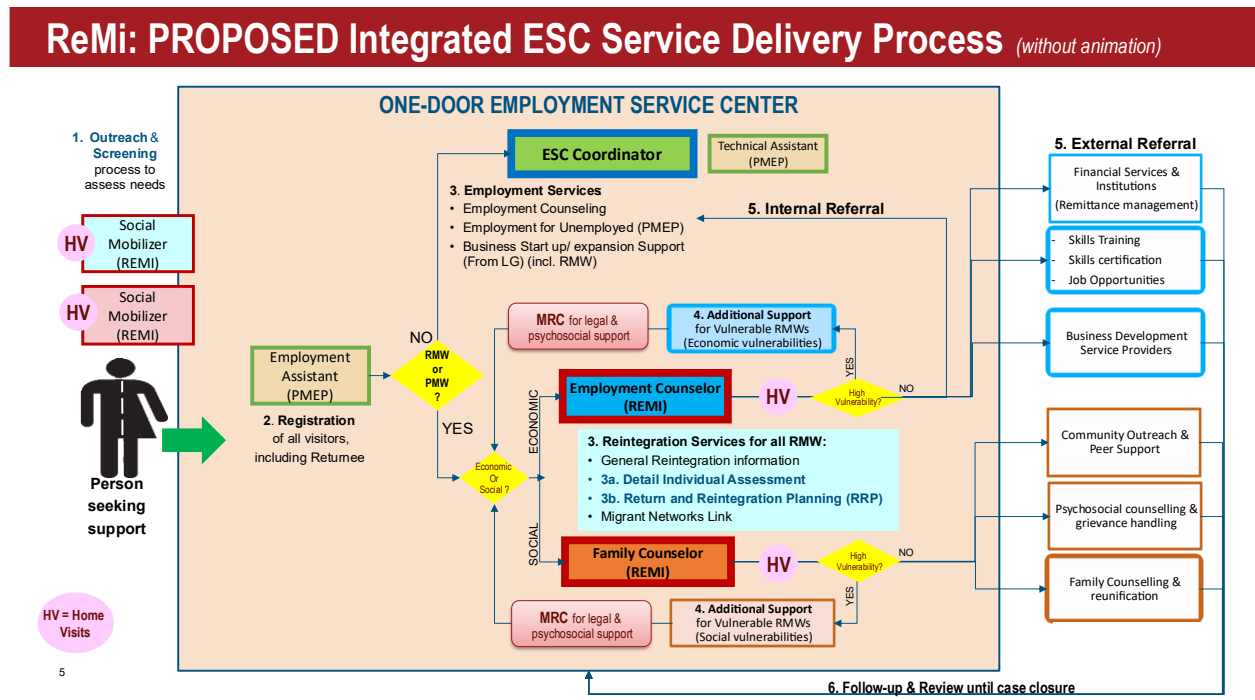 ReMi: PROPOSED Integrated ESC Service Delivery Process (without animation)
ONE-DOOR EMPLOYMENT SERVICE CENTER
1. Outreach &
Screening
process to
assess needs
HV
Social
Mobilizer
(REMI)
HV
Social
Mobilizer
(REMI)
Person
seeking
support
HV = Home
Visits
5
Employment
Assistant
(PMEP)
2. Registration
of all visitors,
including Returnee
NO
RMW
or
PMW
?
YES
ESC Coordinator
Technical Assistant
(PMEP)
3. Employment Services
• Employment Counseling
• Employment for Unemployed (PMEP)
• Business Start up/ expansion Support
(From LG) (incl. RMW)
5. Internal Referral
MRC for legal &
psychosocial support
4. Additional Support
for Vulnerable RMWs
(Economic vulnerabilities)
YES
Economic
Or
Social ?
ECONOMIC
SOCIAL
Employment Counselor
(REMI)
HV
High
Vulnerability?
NO
3. Reintegration Services for all RMW:
• General Reintegration information
• 3a. Detail Individual Assessment
• 3b. Return and Reintegration Planning (RRP)
• Migrant Networks Link
Family Counselor
(REMI)
HV
High
Vulnerability?
NO
YES
MRC for legal &
psychosocial support
4. Additional Support
for Vulnerable RMWs
(Social vulnerabilities)
5. External Referral
Financial Services &
Institutions
(Remittance management)
- Skills Training
- Skills certification
- Job Opportunities
Business Development
Service Providers
Community Outreach &
Peer Support
Psychosocial counselling &
grievance handling
Family Counselling &
reunification
6. Follow-up & Review until case closure